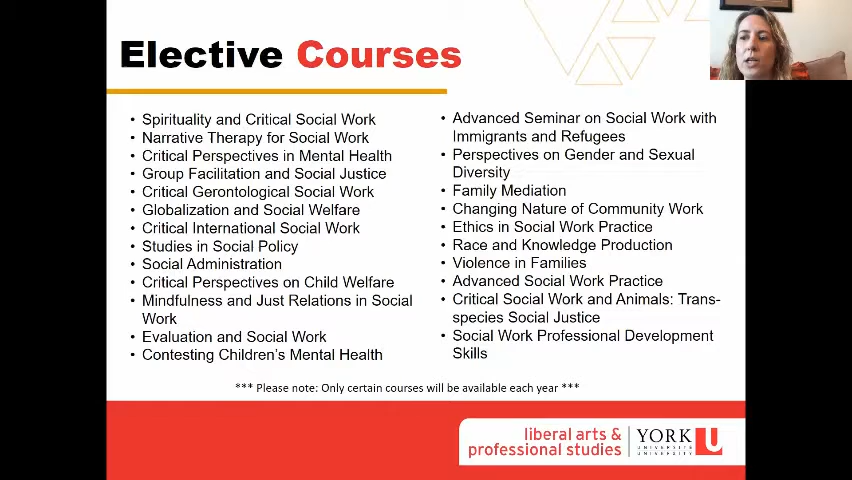 Elective Courses
• Spirituality and Critical Social Work
• Narrative Therapy for Social Work
• Critical Perspectives in Mental Health
• Group Facilitation and Social Justice
• Critical Gerontological Social Work
• Globalization and Social Welfare
• Critical International Social Work
• Studies in Social Policy
• Social Administration
• Critical Perspectives on Child Welfare
• Mindfulness and Just Relations in Social
Work
• Evaluation and Social Work
• Contesting Children's Mental Health
• Advanced Seminar on Social Work with
Immigrants and Refugees
• Perspectives on Gender and Sexual
Diversity
• Family Mediation
• Changing Nature of Community Work
• Ethics in Social Work Practice
• Race and Knowledge Production
• Violence in Families
• Advanced Social Work Practice
• Critical Social Work and Animals: Trans-
species Social Justice
• Social Work Professional Development
Skills
*** Please note: Only certain courses will be available each year ***
liberal arts &
professional studies
YORK U
UNIVERSITÉ
UNIVERSITY